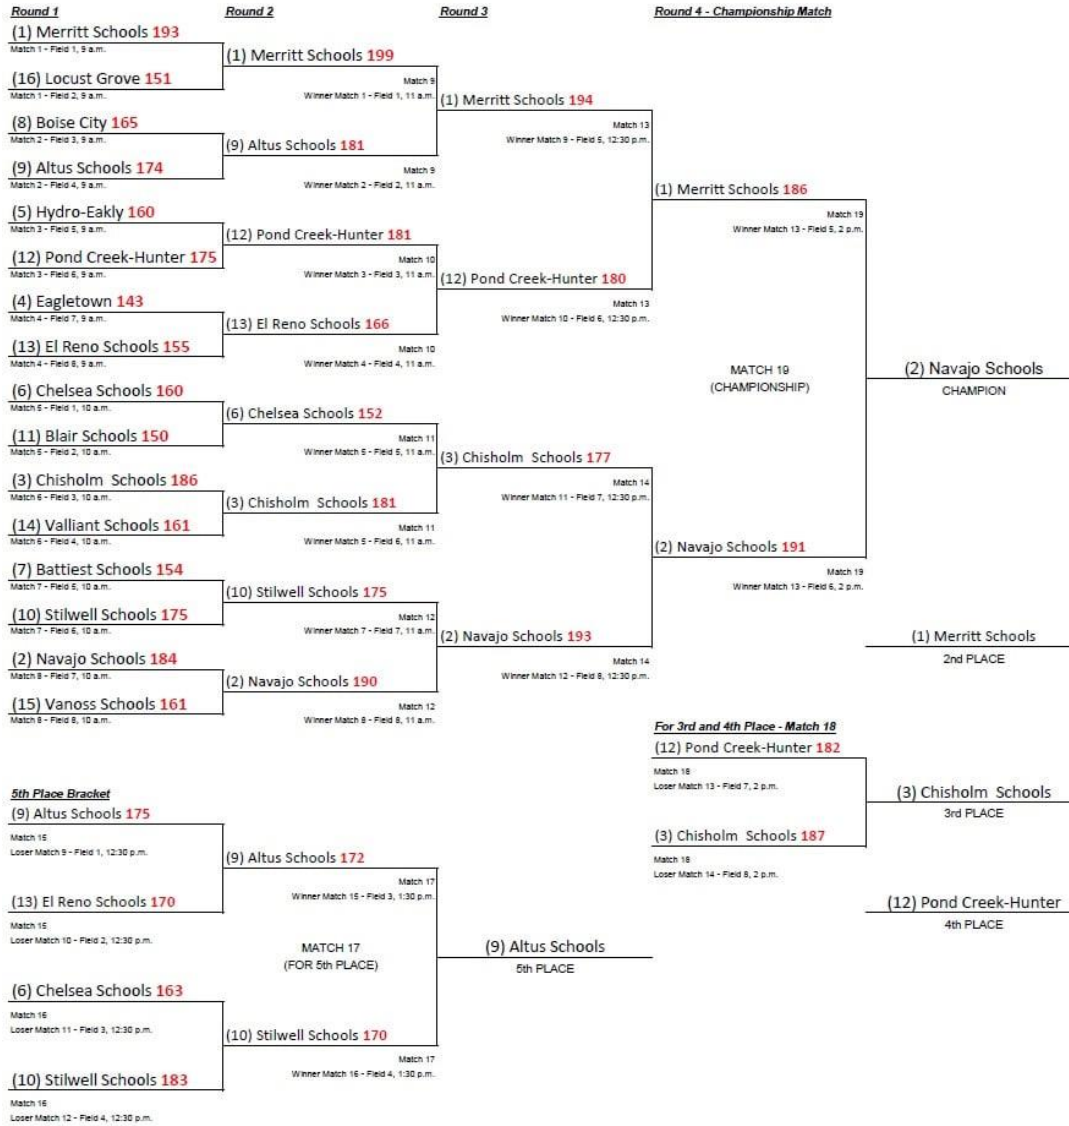 Round 1
Round 2
Round 3
Round 4 - Championship Match
(1) Merritt Schools 193
Match 1 - Field 1, 9 a.m.
(16) Locust Grove 151
Match 1 - Field 2, 9 a.m.
(8) Boise City 165
Match 2 - Field 3, 9 a.m.
(9) Altus Schools 174
Match 2 - Field 4, 9 a.m.
(5) Hydro-Eakly 160
Match 3 - Field 5, 9 a.m.
(12) Pond Creek-Hunter 175
Match 3 - Field 6, 9 a.m.
(4) Eagletown 143
Match 4 - Field 7, 9 a.m.
(13) El Reno Schools 155
Match 4 - Field 8, 9 a.m.
(6) Chelsea Schools 160
Match 5 - Field 1, 10 a.m.
(11) Blair Schools 150
Match 5 - Field 2, 10 a.m.
(3) Chisholm Schools 186
Match 6 - Field 3, 10 a.m.
(14) Valliant Schools 161
Match 6 - Field 4, 10 a.m.
(7) Battiest Schools 154
Match 7 - Field 5, 10 a.m.
(10) Stilwell Schools 175
Match 7 - Field 6, 10 a.m.
(2) Navajo Schools 184
Match 8 - Field 7, 10 a.m.
(15) Vanoss Schools 161
Match 8 - Field 8, 10 a.m.
(1) Merritt Schools 199
Match 9
Winner Match 1 - Field 1, 11 a.m.
(9) Altus Schools 181
Match 9
Winner Match 2 - Field 2, 11 a.m.
(12) Pond Creek-Hunter 181
Match 10
Winner Match 3 - Field 3, 11 a.m.
(13) El Reno Schools 166
Match 10
Winner Match 4 - Field 4, 11 a.m.
(6) Chelsea Schools 152
Match 11
Winner Match 5 - Field 5, 11 a.m.
(3) Chisholm Schools 181
Match 11
Winner Match 5 - Field 6, 11 a.m.
(10) Stilwell Schools 175
Match 12
Winner Match 7 - Field 7, 11 a.m.
(2) Navajo Schools 190
Match 12
Winner Match 8 - Field 8, 11 a.m.
(1) Merritt Schools 194
Match 13
Winner Match 9 - Field 5, 12:30 p.m.
(12) Pond Creek-Hunter 180
Match 13
Winner Match 10 - Field 6, 12:30 p.m.
(3) Chisholm Schools 177
Match 14
Winner Match 11 - Field 7, 12:30 p.m.
(2) Navajo Schools 193
Match 14
Winner Match 12 - Field 8, 12:30 p.m.
(1) Merritt Schools 186
Match 19
Winner Match 13 - Field 5, 2 p.m.
MATCH 19
(CHAMPIONSHIP)
(2) Navajo Schools 191
Match 19
Winner Match 13 - Field 6, 2 p.m.
(2) Navajo Schools
CHAMPION
(1) Merritt Schools
2nd PLACE
For 3rd and 4th Place - Match 18
(12) Pond Creek-Hunter 182
Match 18
Loser Match 13 - Field 7, 2 p.m.
(3) Chisholm Schools 187
Match 18
Loser Match 14 - Field 8, 2 p.m.
(3) Chisholm Schools
3rd PLACE
(12) Pond Creek-Hunter
4th PLACE
5th Place Bracket
(9) Altus Schools 175
Match 15
Loser Match 9 - Field 1, 12:30 p.m.
(13) El Reno Schools 170
Match 15
Loser Match 10 - Field 2, 12:30 p.m.
(6) Chelsea Schools 163
Match 16
Loser Match 11 - Field 3, 12:30 p.m.
(10) Stilwell Schools 183
Match 16
Loser Match 12 - Field 4, 12:30 p.m.
(9) Altus Schools 172
Match 17
Winner Match 15 - Field 3, 1:30 p.m.
MATCH 17
(FOR 5th PLACE)
(10) Stilwell Schools 170
Match 17
Winner Match 16 - Field 4, 1:30 p.m.
(9) Altus Schools
5th PLACE